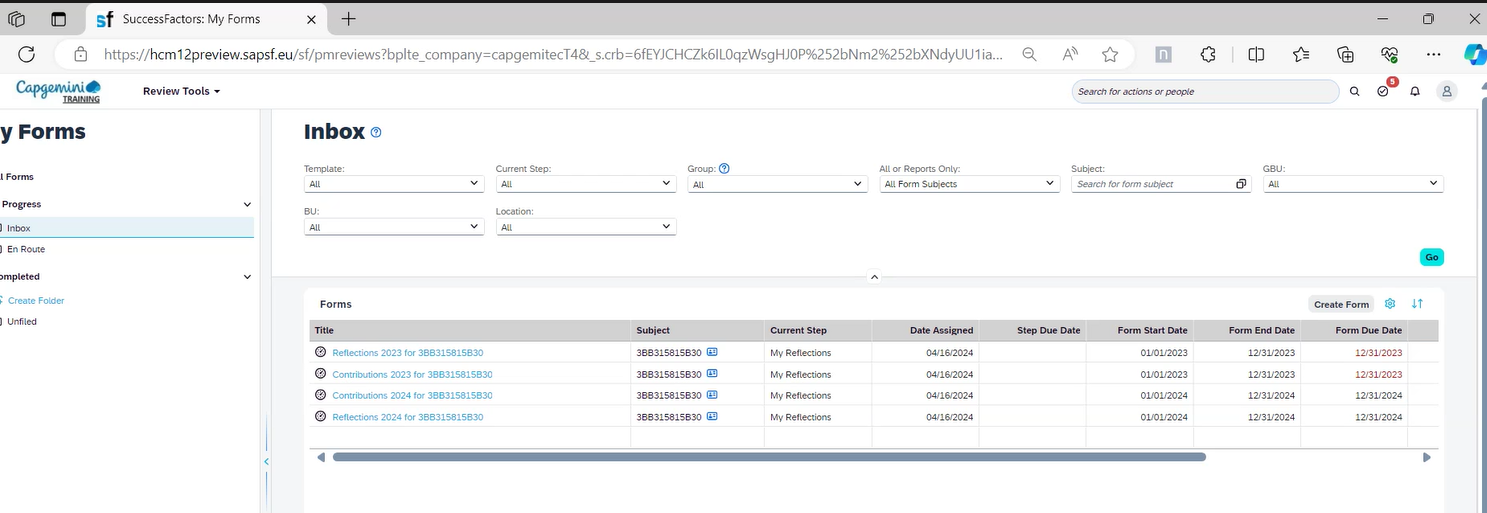 SuccessFactors: My Forms
https://hcm12preview.sapsf.eu/sf/pmreviews?bplte_company=capgemitecT4&_s.crb=6fEYJCHCZk6IL0qzWsgHJ0P%252bNm2%252bXNdyUU1ia...
Capgemini
TRAINING
Review Tools
Search for actions or people
5
y Forms
l Forms
Progress
Inbox
En Route
ompleted
Create Folder
Unfiled
Inbox
Template: Current Step: Group: All or Reports Only: Subject: GBU:
All All All All Form Subjects Search for form subject All
BU: Location:
All All
Go
Forms
Create Form
Title Subject Current Step Date Assigned Step Due Date Form Start Date Form End Date Form Due Date
Reflections 2023 for 3BB315815B30 3BB315815B30 My Reflections 04/16/2024 01/01/2023 12/31/2023 12/31/2023
Contributions 2023 for 3BB315815B30 3BB315815B30 My Reflections 04/16/2024 01/01/2023 12/31/2023 12/31/2023
Contributions 2024 for 3BB315815B30 3BB315815B30 My Reflections 04/16/2024 01/01/2024 12/31/2024 12/31/2024
Reflections 2024 for 3BB315815B30 3BB315815B30 My Reflections 04/16/2024 01/01/2024 12/31/2024 12/31/2024